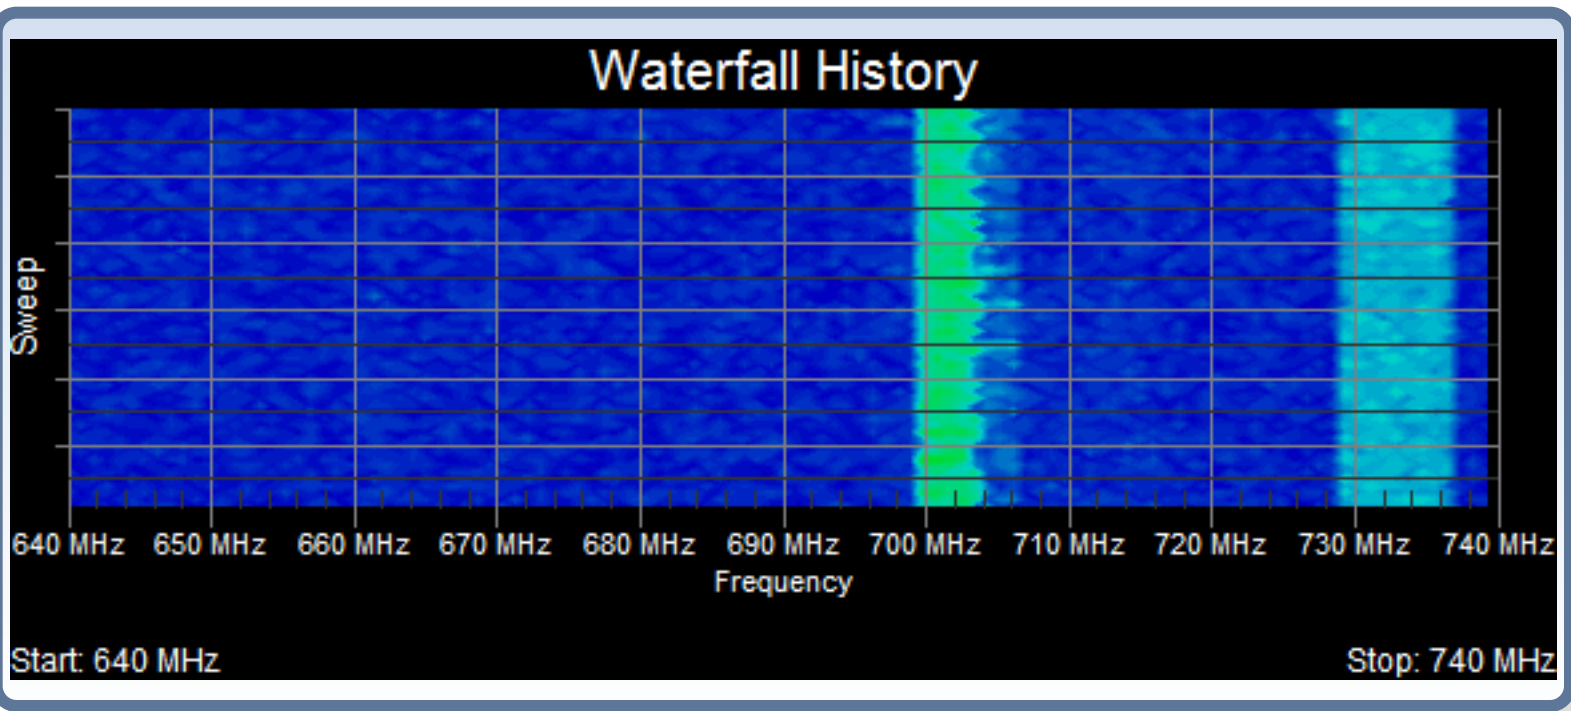 Waterfall History
Sweep
640 MHz 650 MHz 660 MHz 670 MHz 680 MHz 690 MHz 700 MHz 710 MHz 720 MHz 730 MHz 740 MHz
Frequency
Start: 640 MHz Stop: 740 MHz